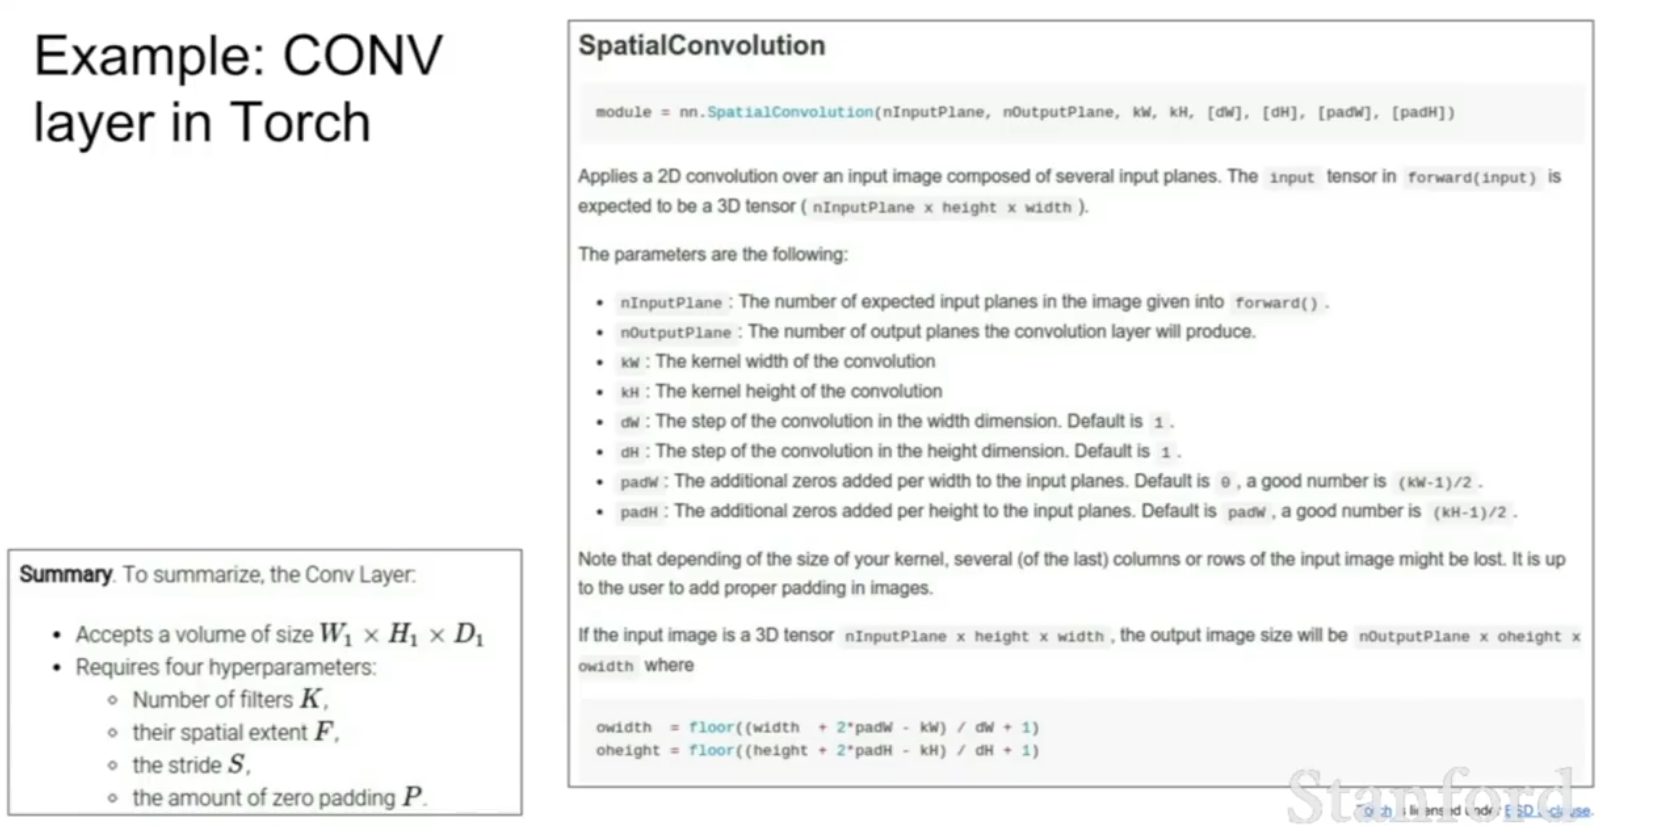 Example: CONV
layer in Torch
SpatialConvolution
module = nn.SpatialConvolution(nInputPlane, nOutputPlane, kW, kH, [dW], [dH], [padW], [padH])
Applies a 2D convolution over an input image composed of several input planes. The input tensor in forward(input) is
expected to be a 3D tensor ( nInputPlane x height x width ).
The parameters are the following:
• nInputPlane : The number of expected input planes in the image given into forward() .
• nOutputPlane : The number of output planes the convolution layer will produce.
• kW : The kernel width of the convolution
• kH : The kernel height of the convolution
• dW : The step of the convolution in the width dimension. Default is 1 .
• dH : The step of the convolution in the height dimension. Default is 1 .
• padW : The additional zeros added per width to the input planes. Default is 0 , a good number is (kW-1)/2 .
• padH : The additional zeros added per height to the input planes. Default is padW , a good number is (kH-1)/2 .
Note that depending of the size of your kernel, several (of the last) columns or rows of the input image might be lost. It is up
to the user to add proper padding in images.
If the input image is a 3D tensor nInputPlane x height x width , the output image size will be nOutputPlane x oheight x
owidth where
owidth = floor((width + 2*padW - kW) / dW + 1)
oheight = floor((height + 2*padH - kH) / dH + 1)
Summary. To summarize, the Conv Layer:
• Accepts a volume of size W₁ × H₁ × D₁
• Requires four hyperparameters:
◦ Number of filters K,
◦ their spatial extent F,
◦ the stride S,
◦ the amount of zero padding P.
Stanford
Torch is licensed under BSD 3-clause.